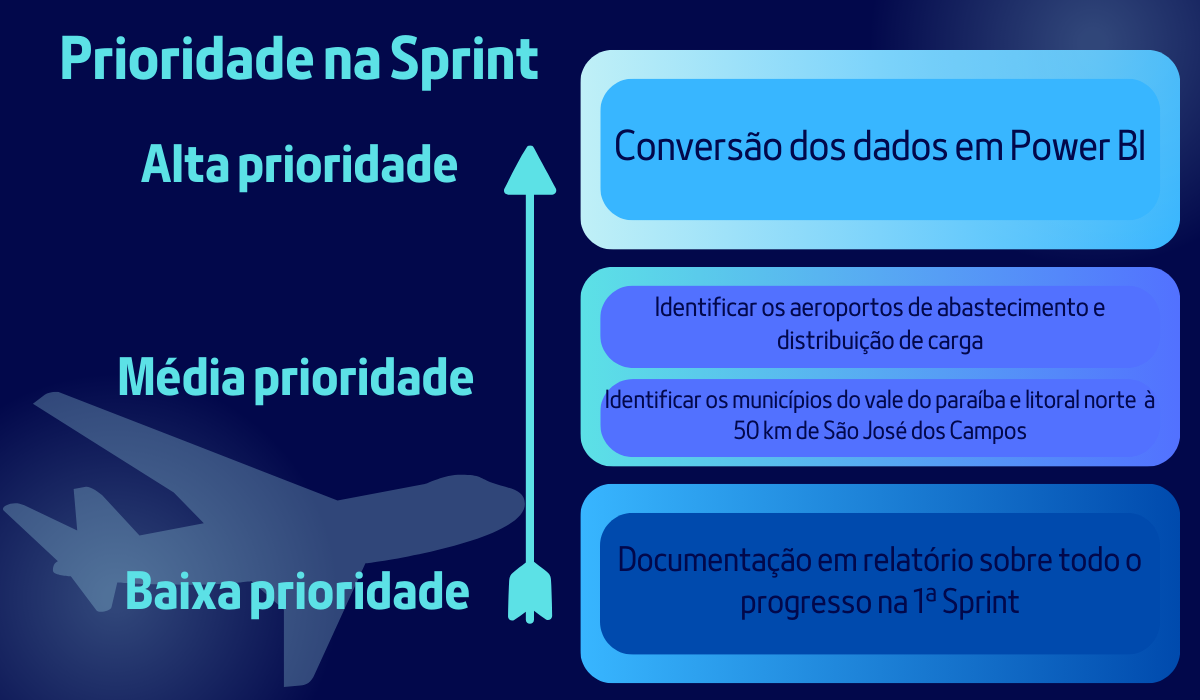 Prioridade na Sprint
Alta prioridade
Conversão dos dados em Power BI
Média prioridade
Identificar os aeroportos de abastecimento e
distribuição de carga
Identificar os municípios do vale do paraíba e litoral norte à
50 km de São José dos Campos
Baixa prioridade
Documentação em relatório sobre todo o
progresso na 1ª Sprint